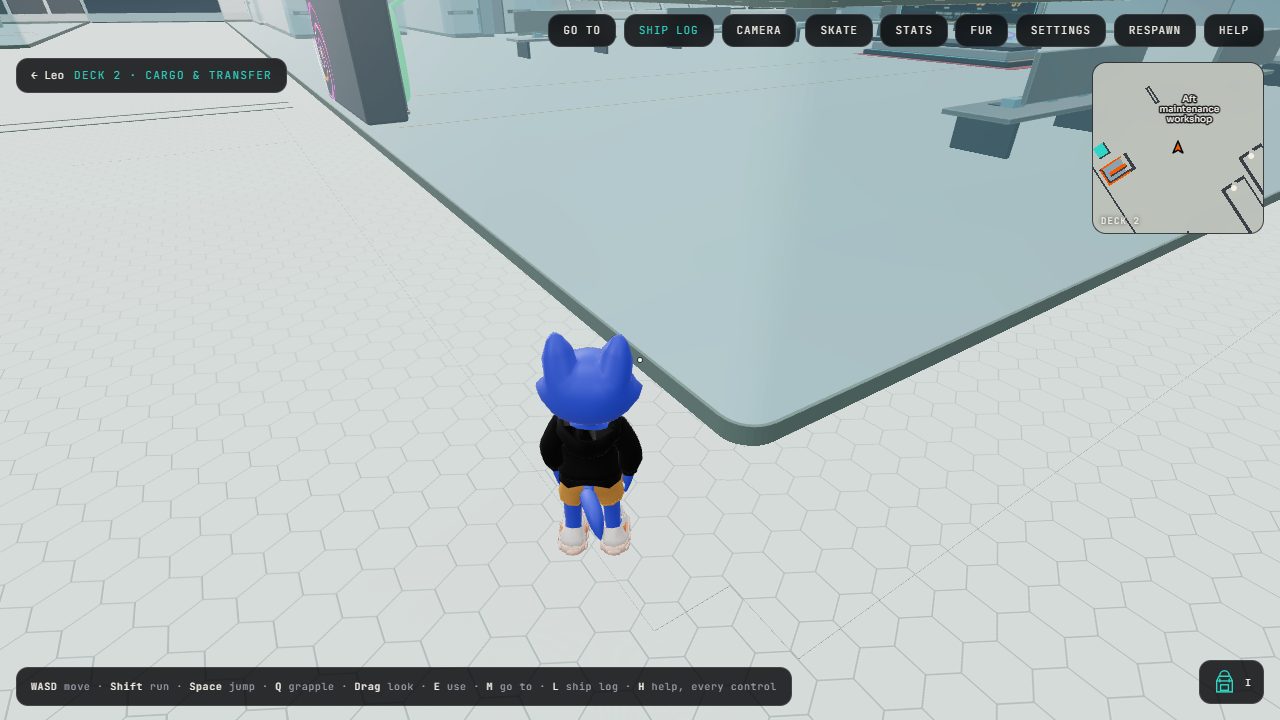 GO TO
SHIP LOG
CAMERA
SKATE
STATS
FUR
SETTINGS
RESPAWN
HELP
← Leo DECK 2 · CARGO & TRANSFER
Aft
maintenance
workshop
DECK 2
WASD move · Shift run · Space jump · Q grapple · Drag look · E use · M go to · L ship log · H help, every control
I